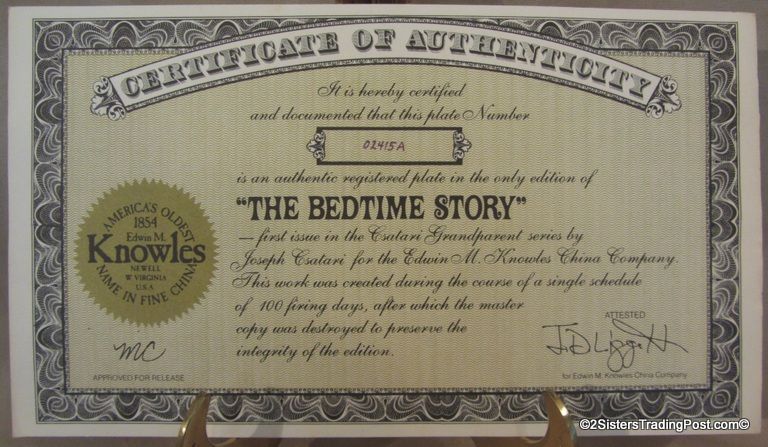 CERTIFICATE OF AUTHENTICITY
It is hereby certified
and documented that this plate Number
02415A
is an authentic registered plate in the only edition of
"THE BEDTIME STORY"
— first issue in the Csatari Grandparent series by
Joseph Csatari for the Edwin M. Knowles China Company.
This work was created during the course of a single schedule
of 100 firing days, after which the master
copy was destroyed to preserve the
integrity of the edition.
AMERICA'S OLDEST
1854
Edwin M.
Knowles
NEWELL
W. VIRGINIA
U.S.A
NAME IN FINE CHINA
MC
APPROVED FOR RELEASE
ATTESTED
for Edwin M. Knowles China Company
©2SistersTradingPost.com©